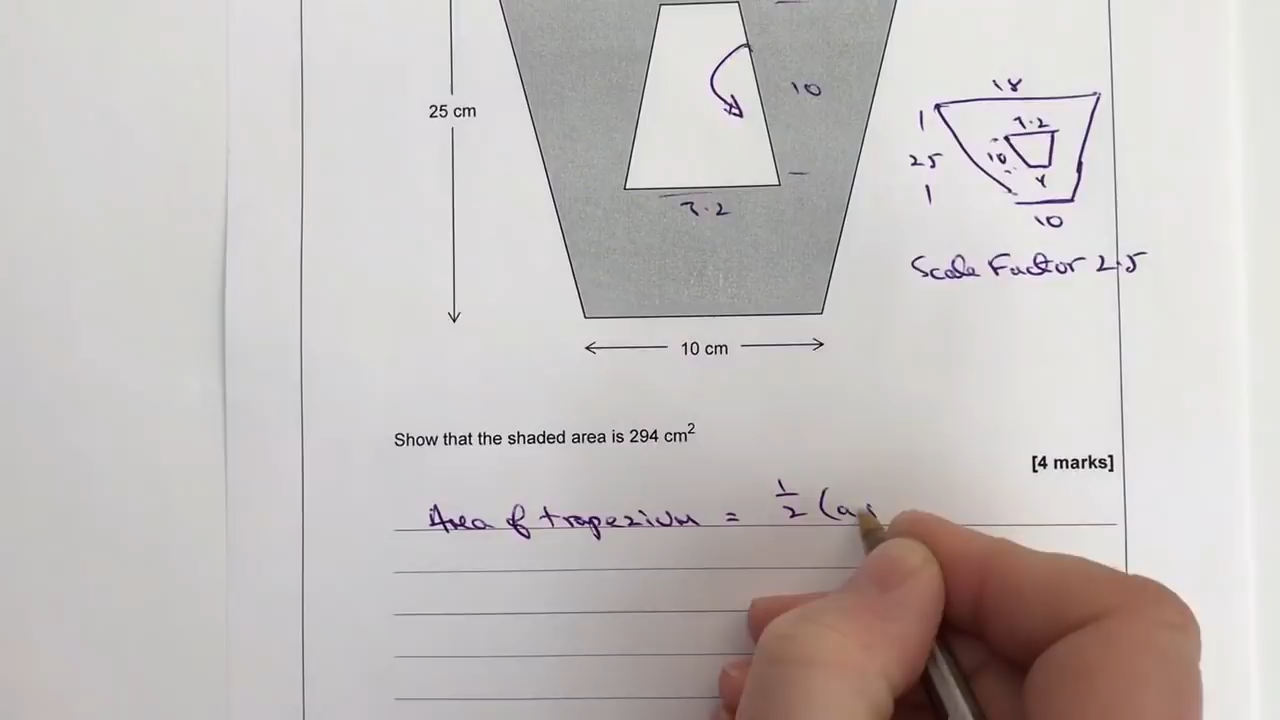 18
1
7.2
25 cm
10
25
10
4
1
7.2
10
Scale Factor 2.5
10 cm
Show that the shaded area is 294 cm²
[4 marks]
Area of trapezium = 1/2 (a